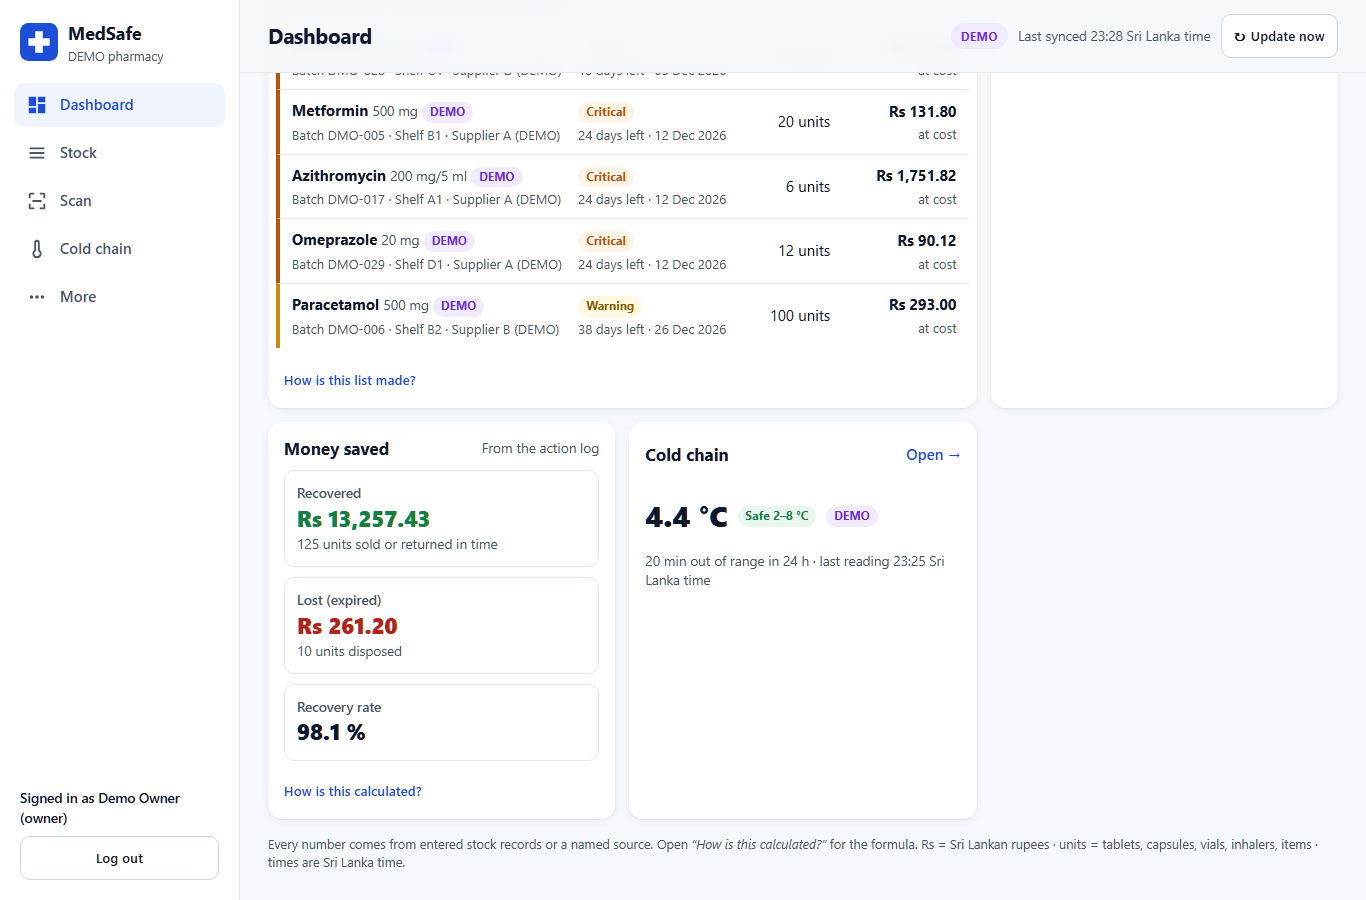 MedSafe
DEMO pharmacy
Dashboard
Stock
Scan
Cold chain
More
Signed in as Demo Owner
(owner)
Log out
Dashboard
DEMO
Last synced 23:28 Sri Lanka time
↻ Update now
Metformin 500 mg DEMO
Batch DMO-005 · Shelf B1 · Supplier A (DEMO)
Critical
24 days left · 12 Dec 2026
20 units
Rs 131.80
at cost
Azithromycin 200 mg/5 ml DEMO
Batch DMO-017 · Shelf A1 · Supplier A (DEMO)
Critical
24 days left · 12 Dec 2026
6 units
Rs 1,751.82
at cost
Omeprazole 20 mg DEMO
Batch DMO-029 · Shelf D1 · Supplier A (DEMO)
Critical
24 days left · 12 Dec 2026
12 units
Rs 90.12
at cost
Paracetamol 500 mg DEMO
Batch DMO-006 · Shelf B2 · Supplier B (DEMO)
Warning
38 days left · 26 Dec 2026
100 units
Rs 293.00
at cost
How is this list made?
Money saved
From the action log
Recovered
Rs 13,257.43
125 units sold or returned in time
Lost (expired)
Rs 261.20
10 units disposed
Recovery rate
98.1 %
How is this calculated?
Cold chain
Open →
4.4 °C Safe 2–8 °C DEMO
20 min out of range in 24 h · last reading 23:25 Sri
Lanka time
Every number comes from entered stock records or a named source. Open “How is this calculated?” for the formula. Rs = Sri Lankan rupees · units = tablets, capsules, vials, inhalers, items ·
times are Sri Lanka time.